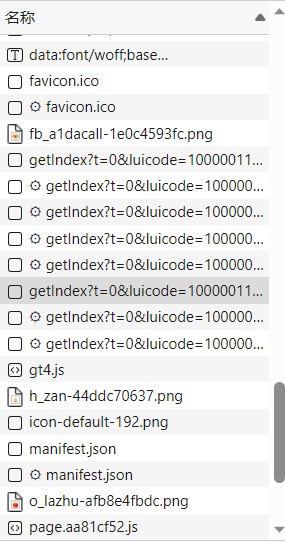 名称
data:font/woff;base...
favicon.ico
favicon.ico
fb_a1dacall-1e0c4593fc.png
getIndex?t=0&luicode=10000011...
getIndex?t=0&luicode=100000...
getIndex?t=0&luicode=100000...
getIndex?t=0&luicode=100000...
getIndex?t=0&luicode=100000...
getIndex?t=0&luicode=10000011...
getIndex?t=0&luicode=100000...
getIndex?t=0&luicode=100000...
gt4.js
h_zan-44ddc70637.png
icon-default-192.png
manifest.json
manifest.json
o_lazhu-afb8e4fbdc.png
page.aa81cf52.js